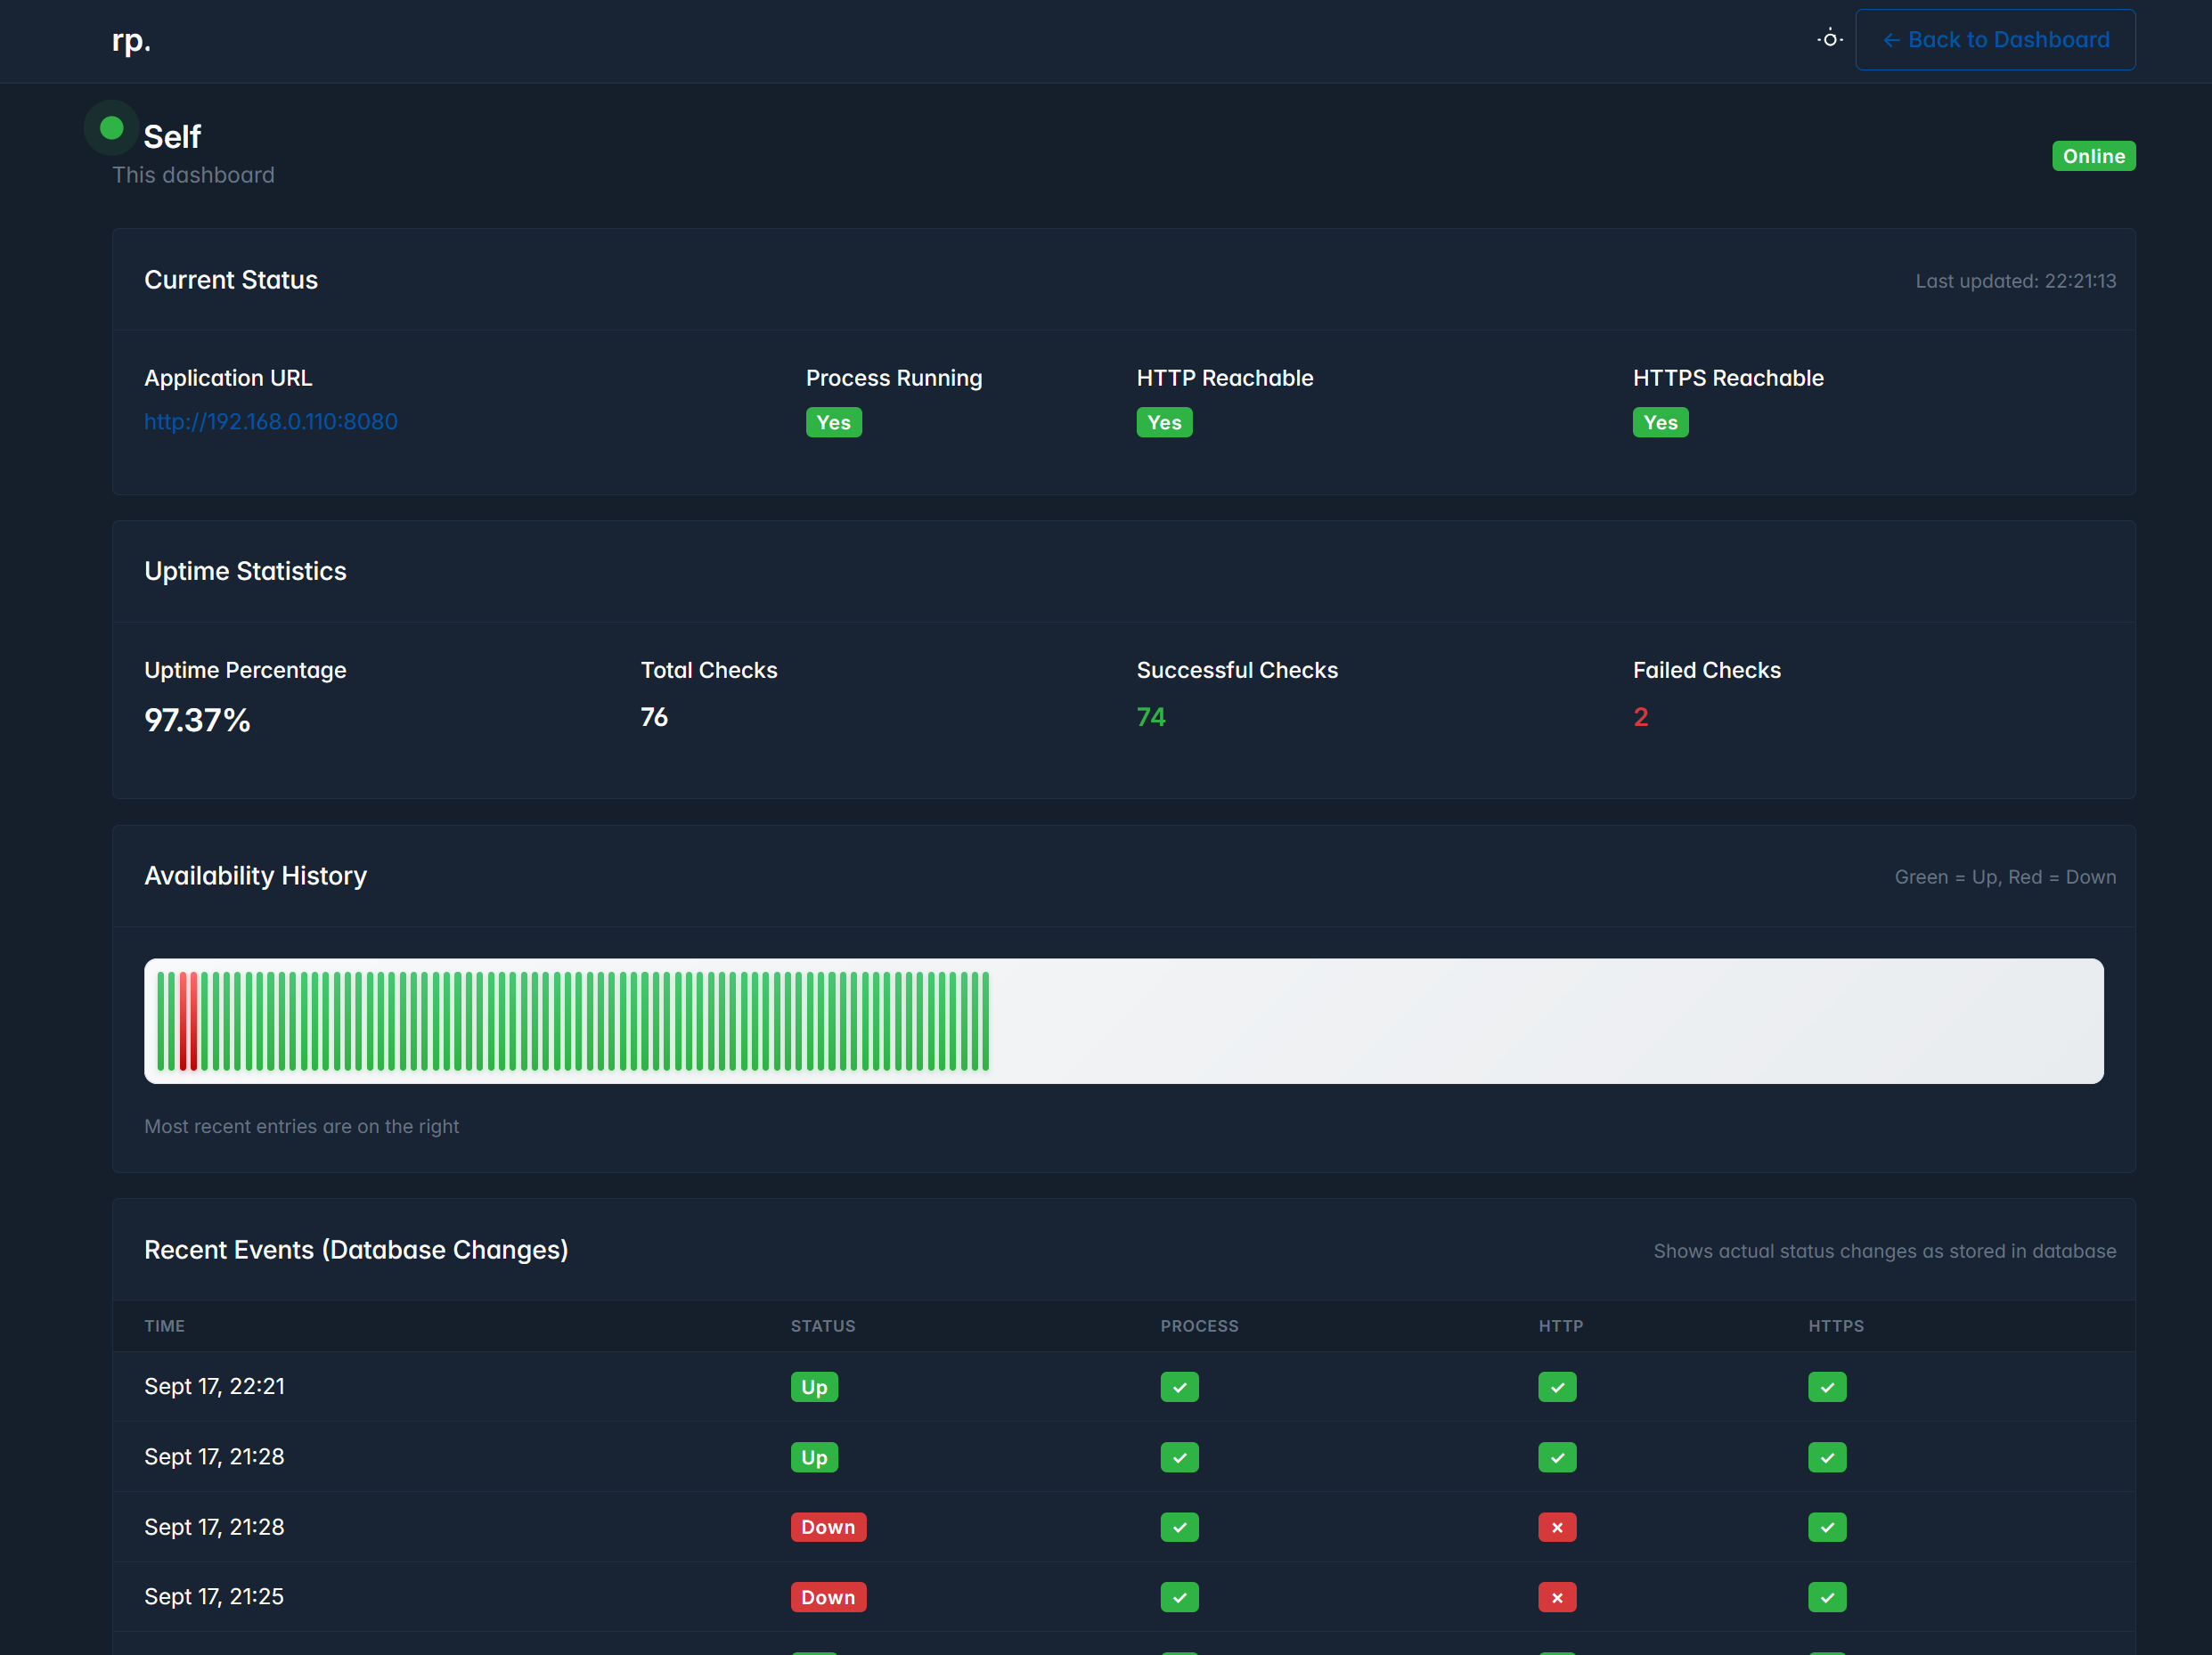 rp.
← Back to Dashboard
Self
This dashboard
Online
Current Status
Last updated: 22:21:13
Application URL
Process Running
HTTP Reachable
HTTPS Reachable
http://192.168.0.110:8080
Yes
Yes
Yes
Uptime Statistics
Uptime Percentage
Total Checks
Successful Checks
Failed Checks
97.37%
76
74
2
Availability History
Green = Up, Red = Down
Most recent entries are on the right
Recent Events (Database Changes)
Shows actual status changes as stored in database
TIME STATUS PROCESS HTTP HTTPS
Sept 17, 22:21 Up
Sept 17, 21:28 Up
Sept 17, 21:28 Down
Sept 17, 21:25 Down